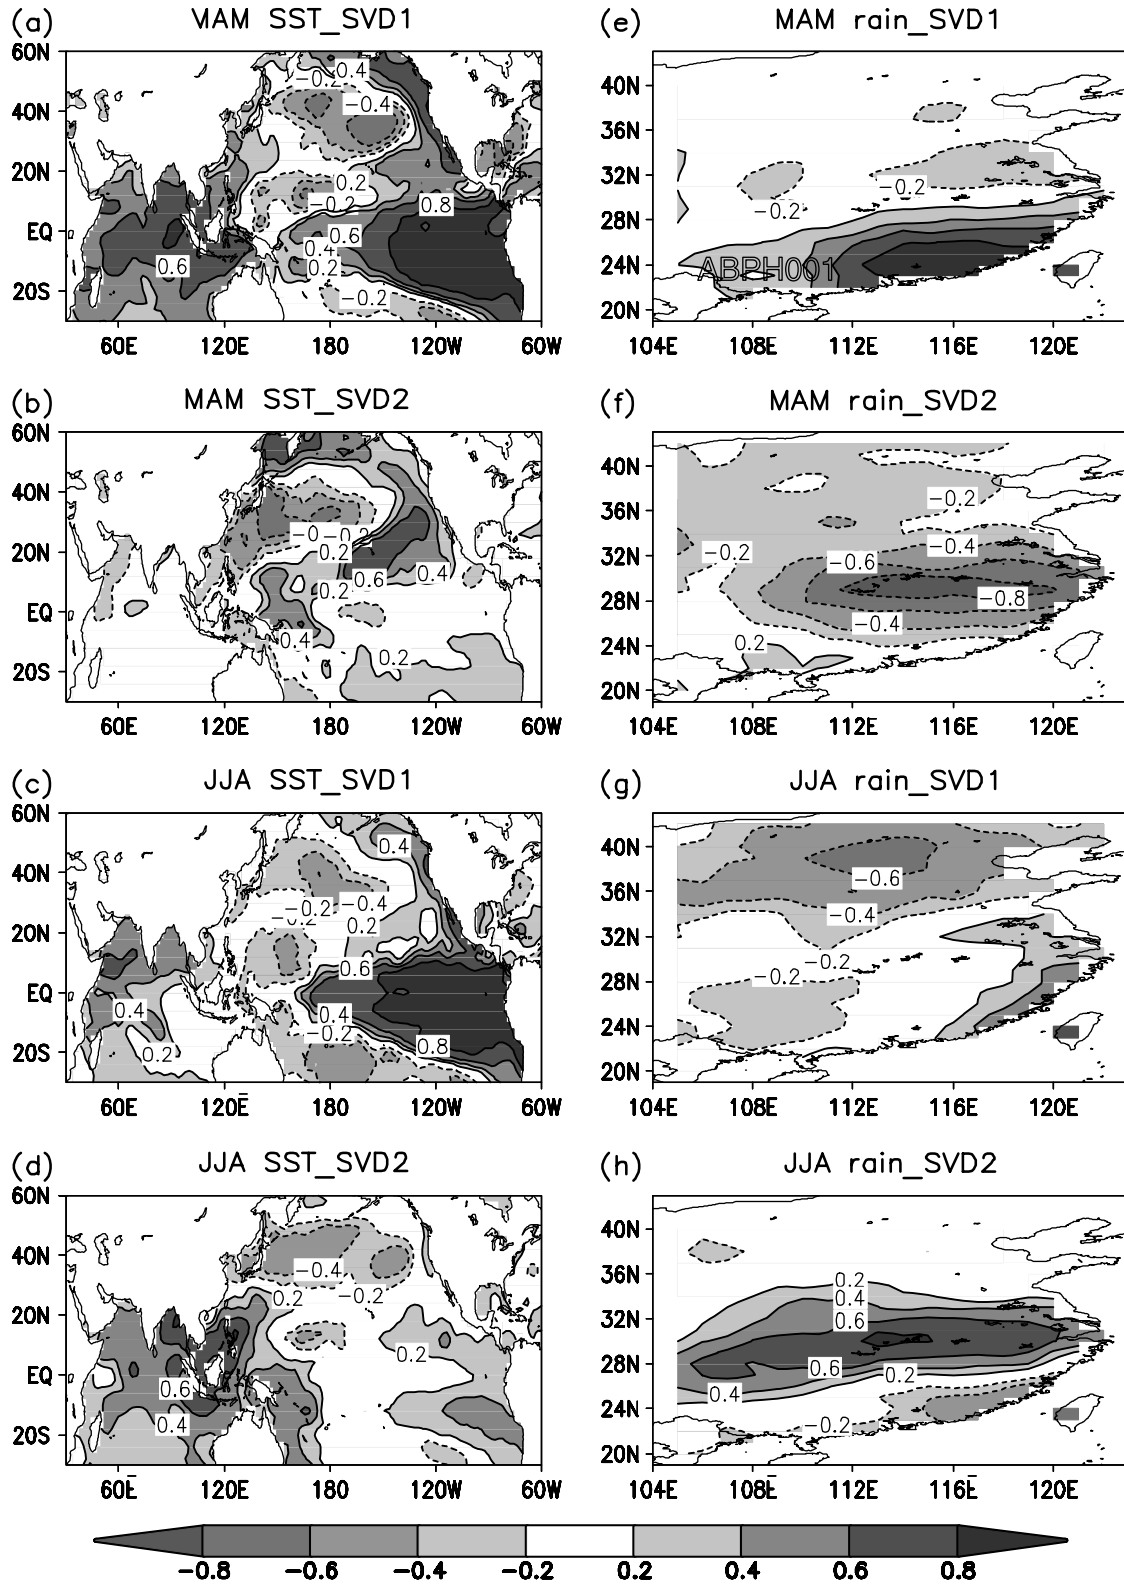 (a) MAM SST_SVD1
60N
40N
20N
EQ
20S
60E 120E 180 120W 60W
-0.2 0.4
-0.4
0.2
-0.2 0.8
0.6
0.4
0.6 0.2
-0.2
(e) MAM rain_SVD1
40N
36N
32N
28N
24N
20N
104E 108E 112E 116E 120E
-0.2
-0.2
ABPH001
(b) MAM SST_SVD2
60N
40N
20N
EQ
20S
60E 120E 180 120W 60W
-0.2
0.2
0.6 0.4
0.2
0.4
0.2
(f) MAM rain_SVD2
40N
36N
32N
28N
24N
20N
104E 108E 112E 116E 120E
-0.2
-0.2 -0.6 -0.4
-0.8
-0.4
0.2
(c) JJA SST_SVD1
60N
40N
20N
EQ
20S
60E 120E 180 120W 60W
0.4
-0.2 -0.4
-0.2 0.2
0.6
0.4 0.4
-0.2
0.2 0.8
(g) JJA rain_SVD1
40N
36N
32N
28N
24N
20N
104E 108E 112E 116E 120E
-0.6
-0.4
-0.2
-0.2
(d) JJA SST_SVD2
60N
40N
20N
EQ
20S
60E 120E 180 120W 60W
-0.4
0.2 -0.2
0.2
0.6
0.4
(h) JJA rain_SVD2
40N
36N
32N
28N
24N
20N
104E 108E 112E 116E 120E
0.2
0.4
0.6
0.6 0.2
0.4
-0.2
-0.8 -0.6 -0.4 -0.2 0.2 0.4 0.6 0.8